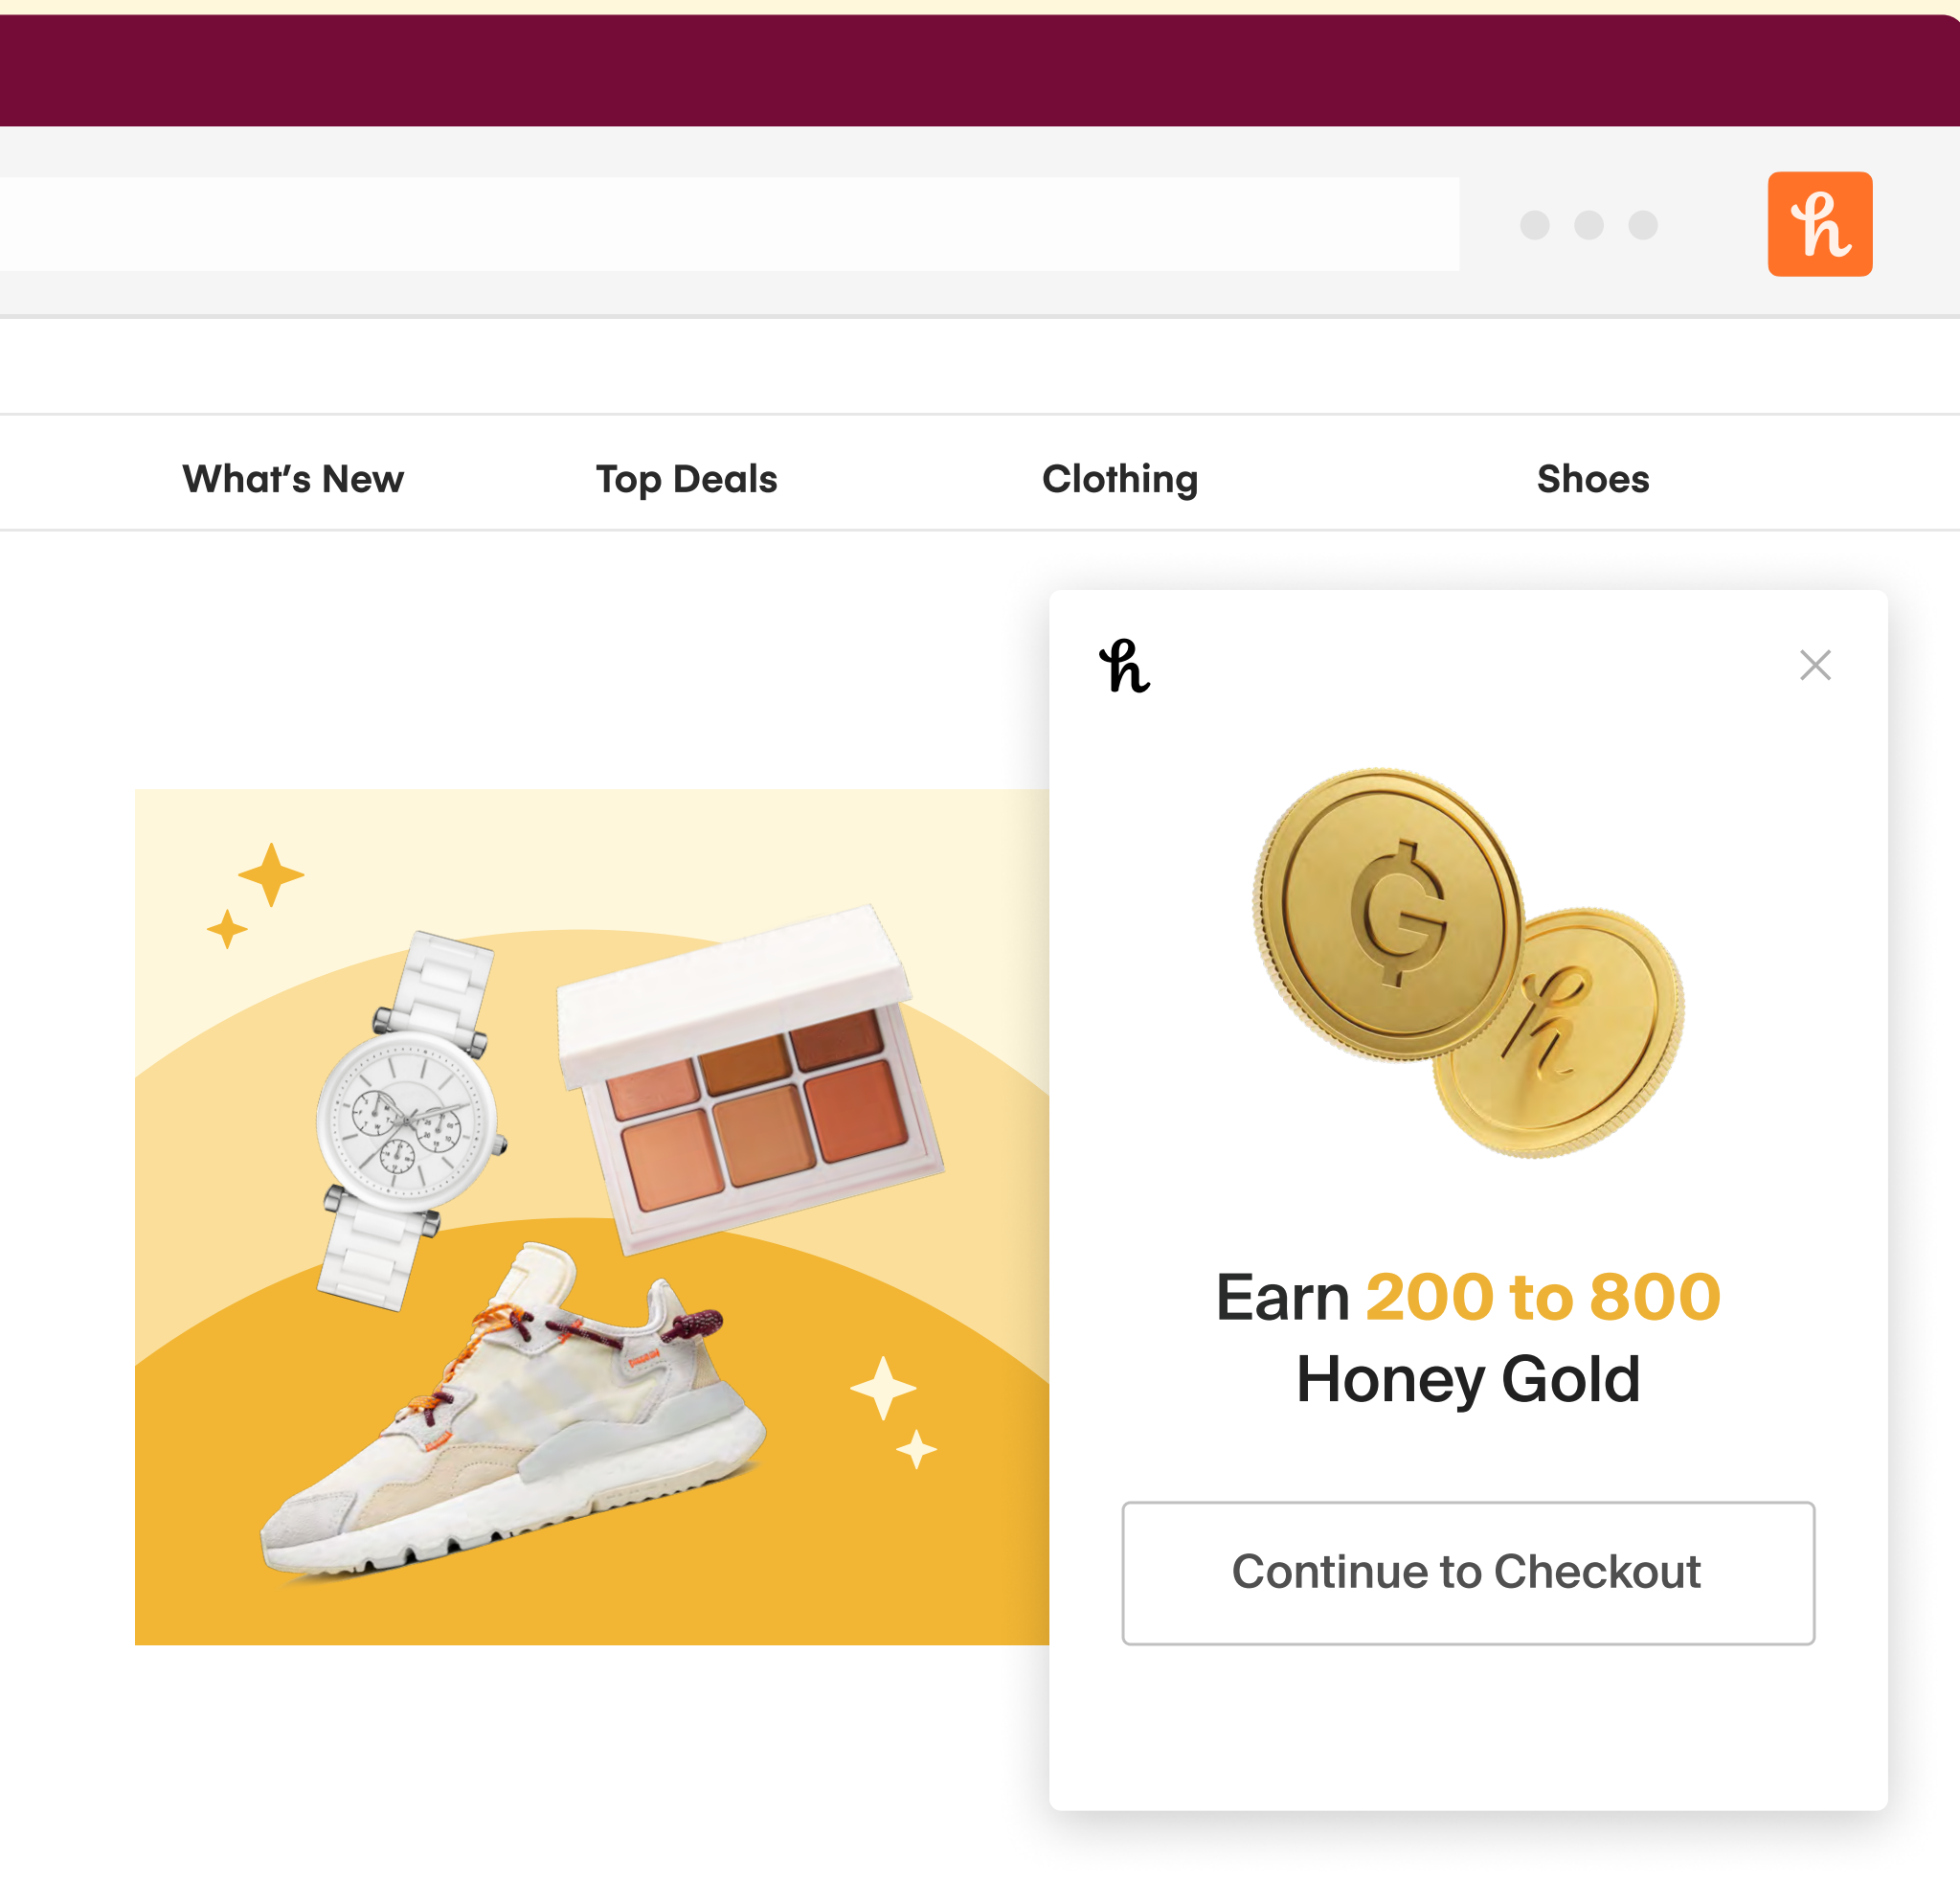 h
What’s New
Top Deals
Clothing
Shoes
h
G
h
Earn 200 to 800
Honey Gold
Continue to Checkout